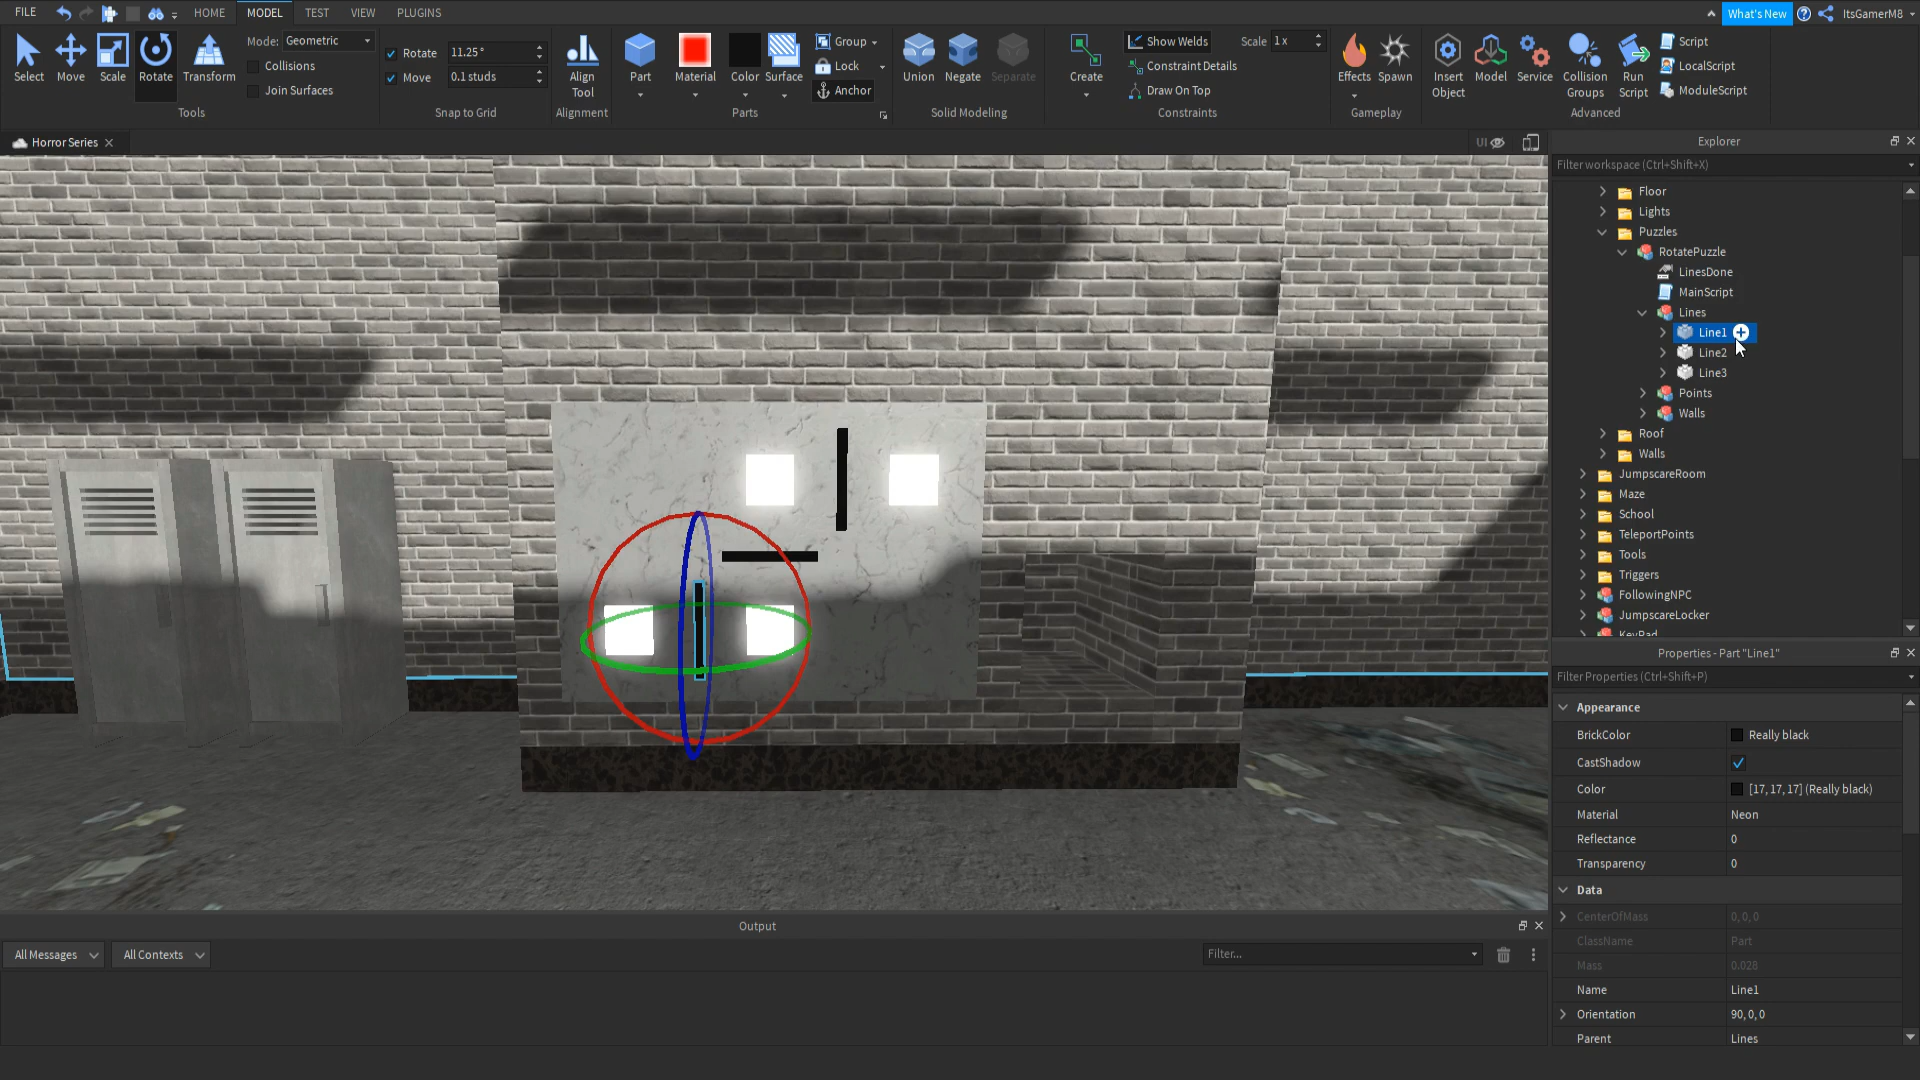 FILE HOME MODEL TEST VIEW PLUGINS What's New ItsGamerM8
Select Move Scale Rotate Transform
Mode: Geometric
Collisions
Join Surfaces
Tools
Rotate 11.25 °
Move 0.1 studs
Snap to Grid
Align Tool
Alignment
Part Material Color Surface
Group
Lock
Anchor
Parts
Union Negate Separate
Solid Modeling
Create
Show Welds Scale 1 x
Constraint Details
Draw On Top
Constraints
Effects Spawn
Gameplay
Insert Object Model Service Collision Groups Run Script
Script
LocalScript
ModuleScript
Advanced
Horror Series
UI
Explorer
Filter workspace (Ctrl+Shift+X)
Floor
Lights
Puzzles
RotatePuzzle
LinesDone
MainScript
Lines
Line1
Line2
Line3
Points
Walls
Roof
Walls
JumpscareRoom
Maze
School
TeleportPoints
Tools
Triggers
FollowingNPC
JumpscareLocker
KeyPad
Properties - Part "Line1"
Filter Properties (Ctrl+Shift+P)
Appearance
BrickColor Really black
CastShadow
Color [17, 17, 17] (Really black)
Material Neon
Reflectance 0
Transparency 0
Data
CenterOfMass 0, 0, 0
ClassName Part
Mass 0.028
Name Line1
Orientation 90, 0, 0
Parent Lines
Output
All Messages All Contexts Filter...